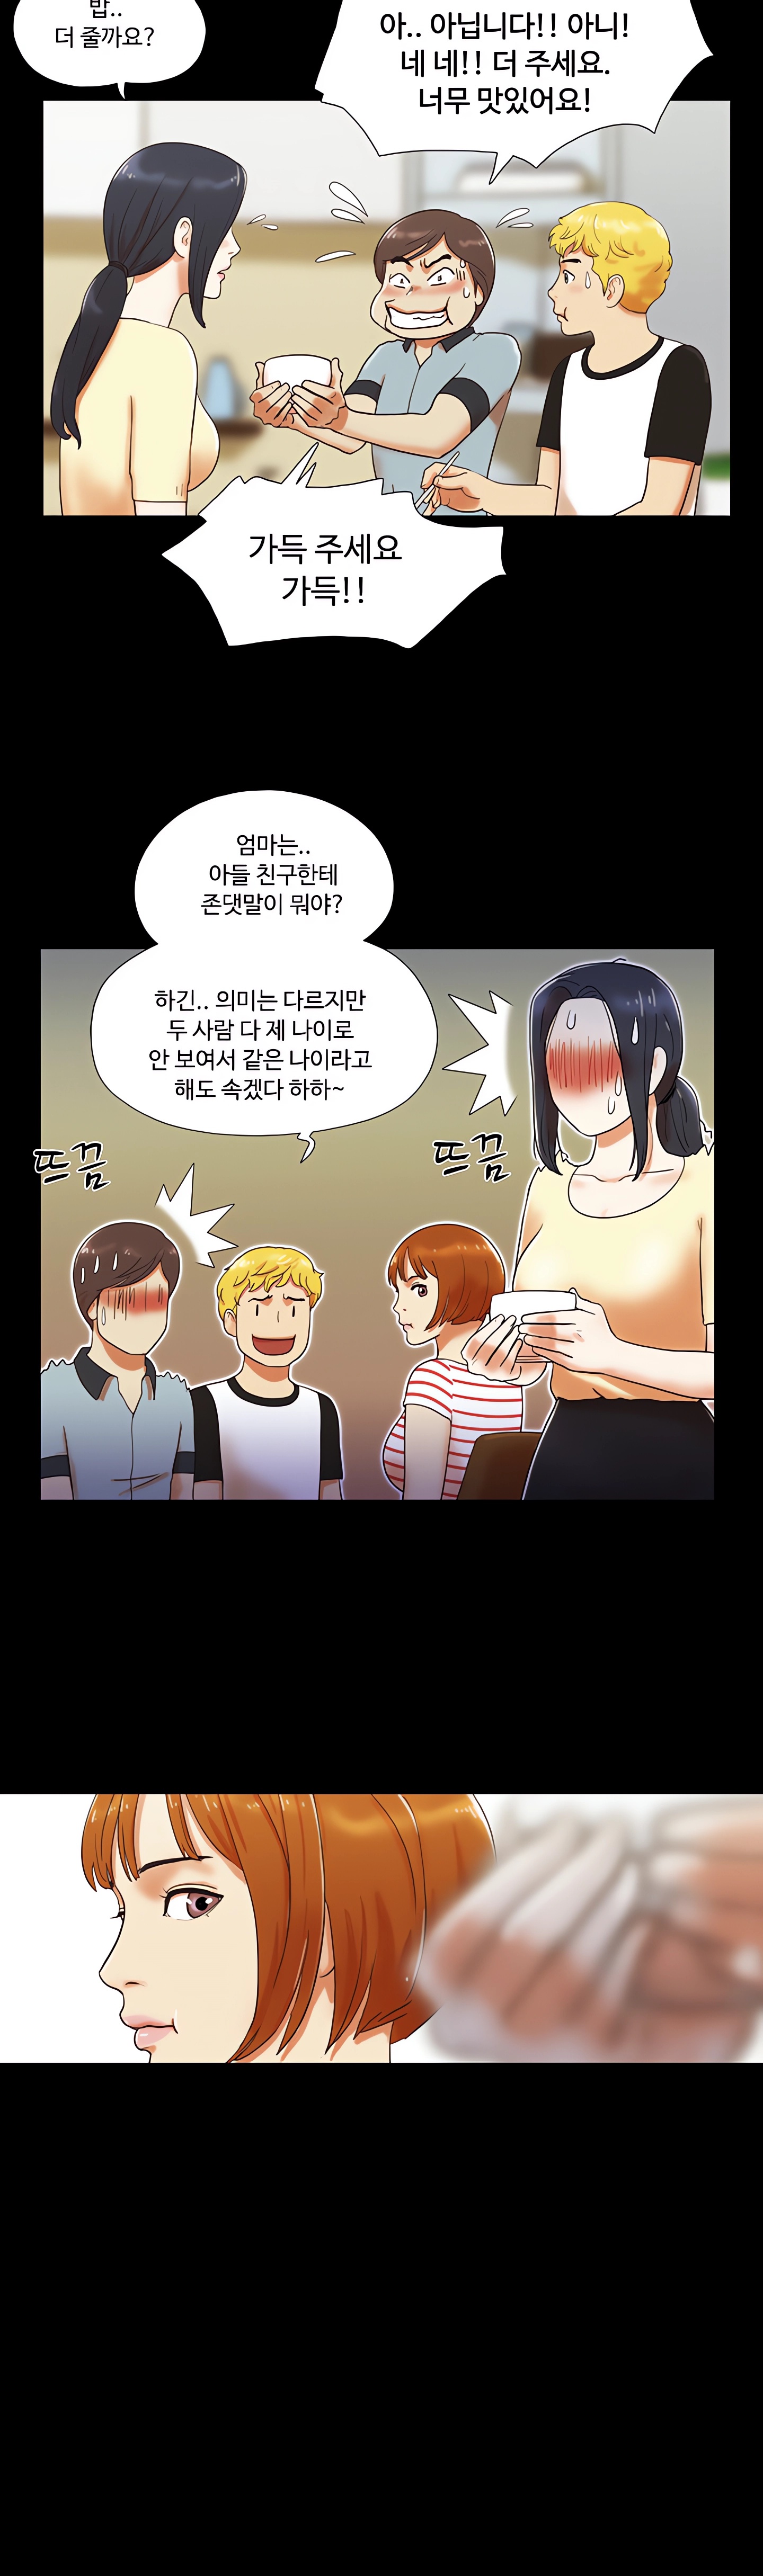 밥..
더 줄까요?
아.. 아닙니다!! 아니!
네 네!! 더 주세요.
너무 맛있어요!
가득 주세요
가득!!
엄마는..
아들 친구한테
존댓말이 뭐야?
하긴.. 의미는 다르지만
두 사람 다 제 나이로
안 보여서 같은 나이라고
해도 속겠다 하하~
뜨끔
뜨끔